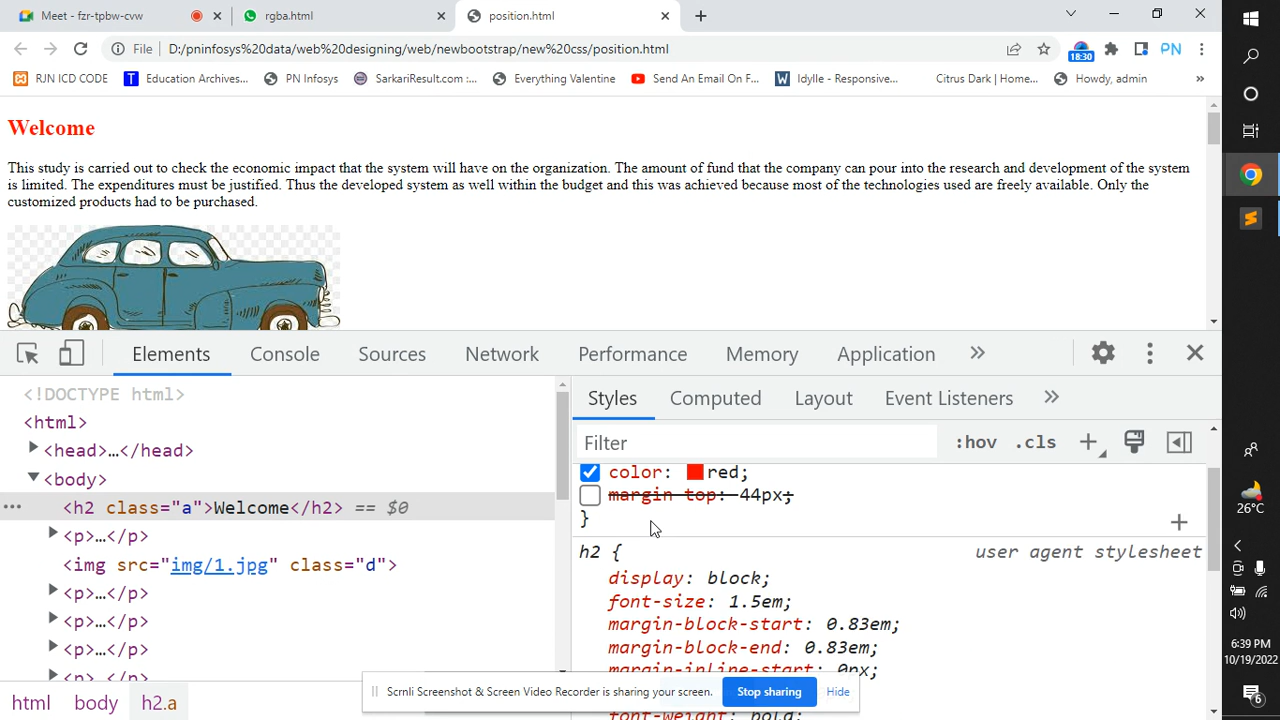 Meet - fzr-tpbw-cvw
rgba.html
position.html
File D:/pninfosys%20data/web%20designing/web/newbootstrap/new%20css/position.html
18:30
PN
RJN ICD CODE
Education Archives...
PN Infosys
SarkariResult.com :...
Everything Valentine
Send An Email On F...
Idylle - Responsive...
Citrus Dark | Home...
Howdy, admin
»
Welcome
This study is carried out to check the economic impact that the system will have on the organization. The amount of fund that the company can pour into the research and development of the system
is limited. The expenditures must be justified. Thus the developed system as well within the budget and this was achieved because most of the technologies used are freely available. Only the
customized products had to be purchased.
Elements Console Sources Network Performance Memory Application »
<!DOCTYPE html>
<html>
<head>…</head>
<body>
··· <h2 class="a">Welcome</h2> == $0
<p>…</p>
<img src="img/1.jpg" class="d">
<p>…</p>
<p>…</p>
<p>…</p>
<p>…</p>
html body h2.a
Styles Computed Layout Event Listeners »
Filter :hov .cls +
color: red;
margin-top: 44px;
}
h2 { user agent stylesheet
display: block;
font-size: 1.5em;
margin-block-start: 0.83em;
margin-block-end: 0.83em;
margin-inline-start: 0px;
font-weight: bold;
Scrnli Screenshot & Screen Video Recorder is sharing your screen. Stop sharing Hide
26°C
6:39 PM
10/19/2022
6